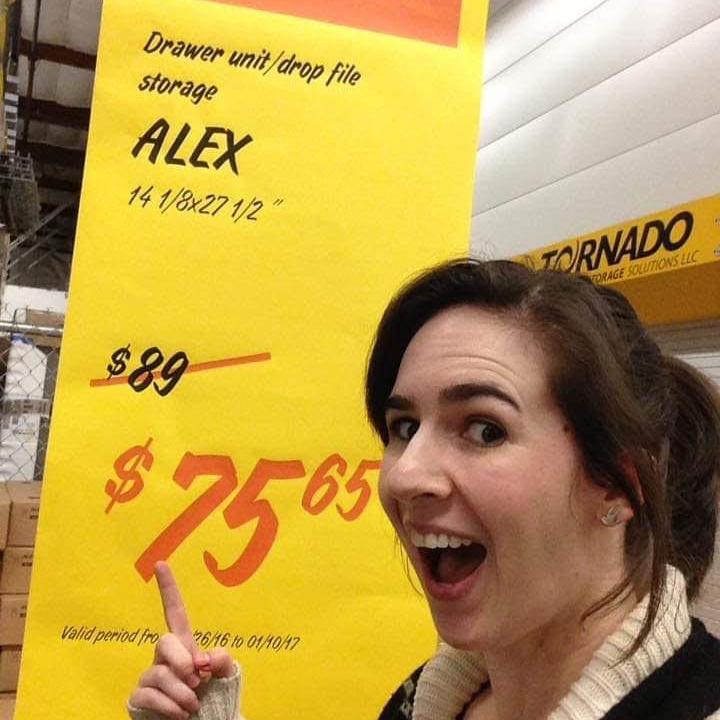 Drawer unit/drop file
storage
ALEX
14 1/8x27 1/2 "
$89
$75 65
Valid period fro 26/16 to 01/10/17
TORNADO
STORAGE SOLUTIONS LLC